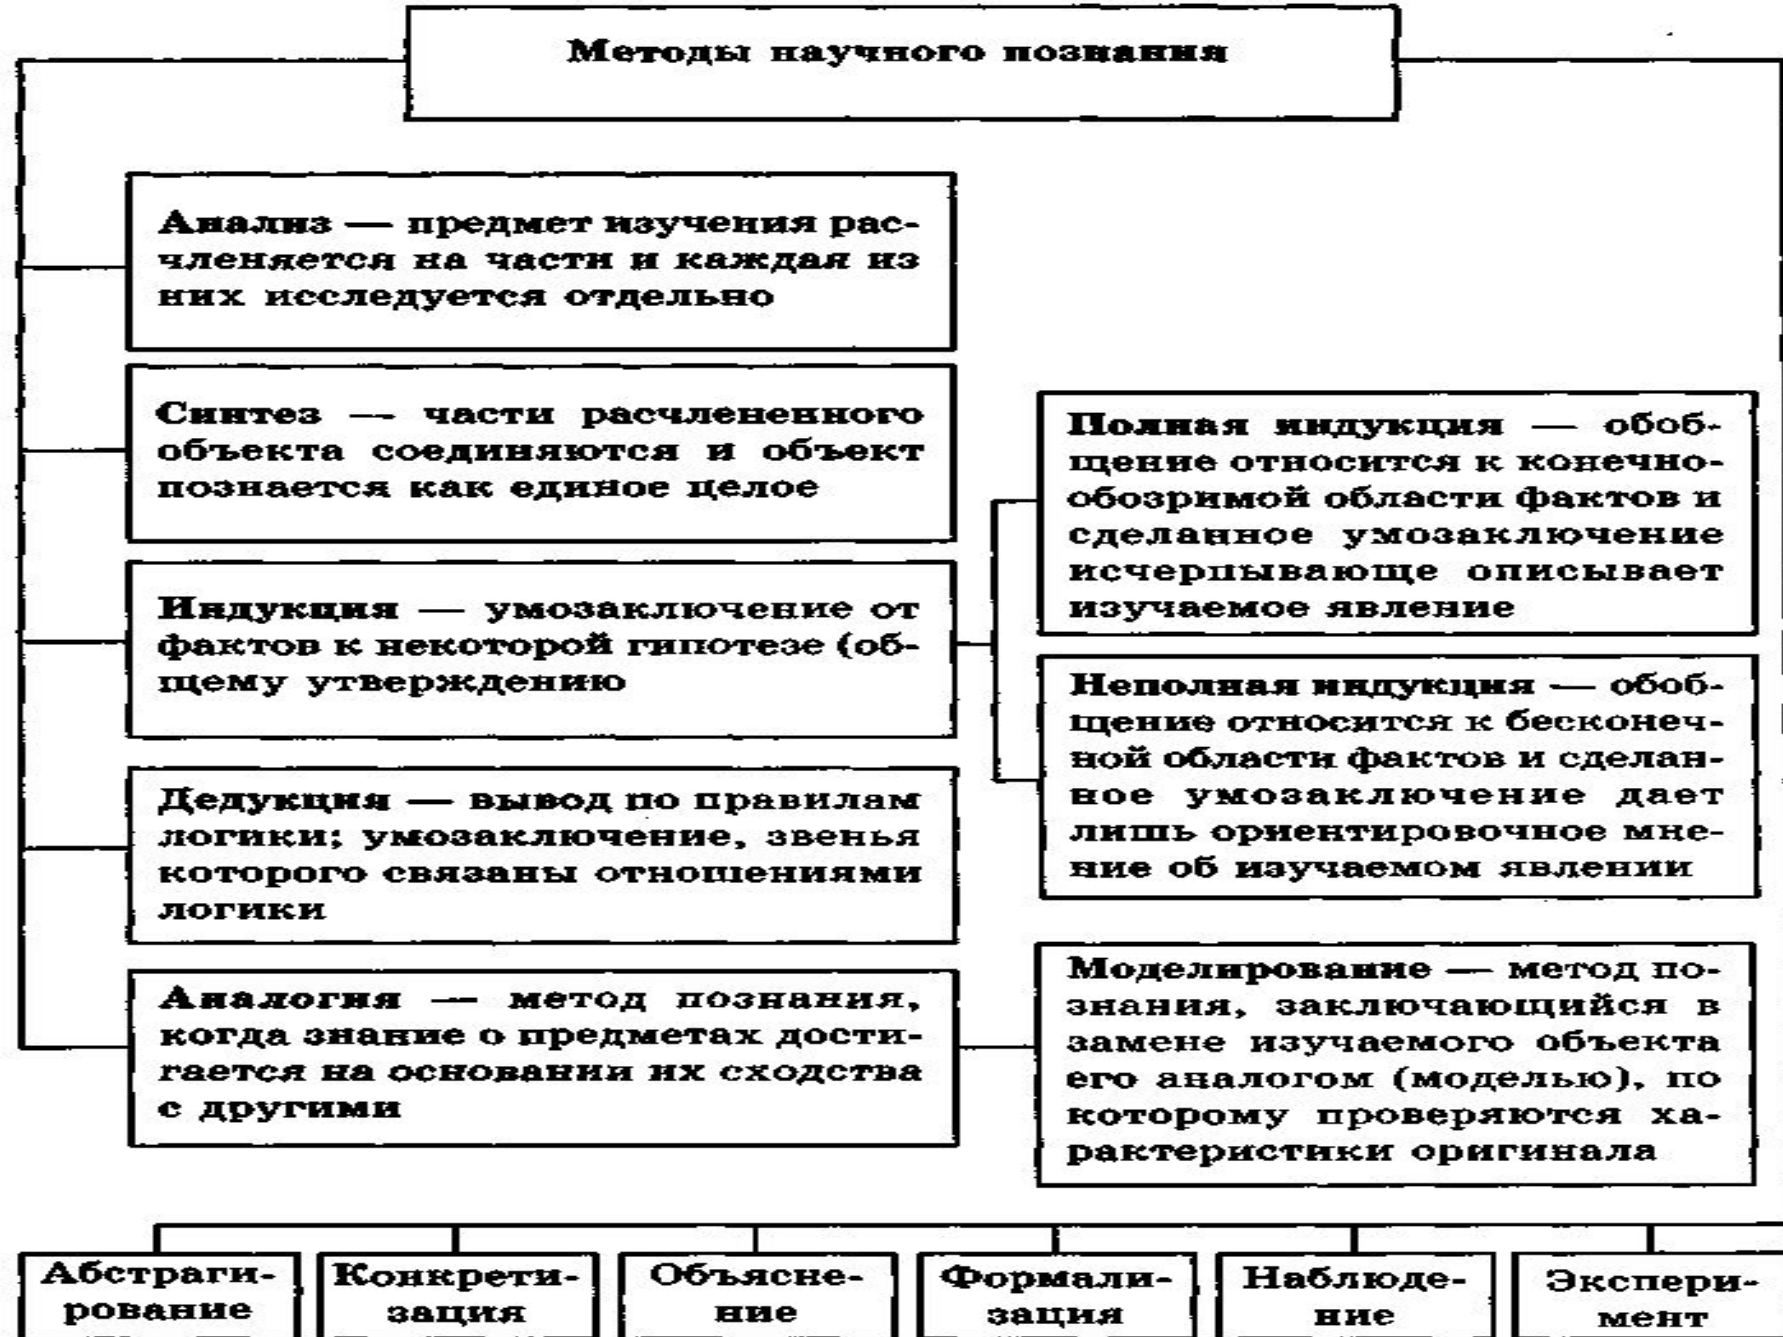 Методы научного познания
Анализ — предмет изучения рас-
членяется на части и каждая из
них исследуется отдельно
Синтез — части расчлененного
объекта соединяются и объект
познается как единое целое
Индукция — умозаключение от
фактов к некоторой гипотезе (об-
щему утверждению
Полная индукция — обоб-
щение относится к конечно-
обозримой области фактов и
сделанное умозаключение
исчерпывающе описывает
изучаемое явление
Неполная индукция — обоб-
щение относится к бесконеч-
ной области фактов и сделан-
ное умозаключение дает
лишь ориентировочное мне-
ние об изучаемом явлении
Дедукция — вывод по правилам
логики; умозаключение, звенья
которого связаны отношениями
логики
Аналогия — метод познания,
когда знание о предметах дости-
гается на основании их сходства
с другими
Моделирование — метод по-
знания, заключающийся в
замене изучаемого объекта
его аналогом (моделью), по
которому проверяются ха-
рактеристики оригинала
Абстраги-
рование
Конкрети-
зация
Объясне-
ние
Формали-
зация
Наблюде-
ние
Экспери-
мент